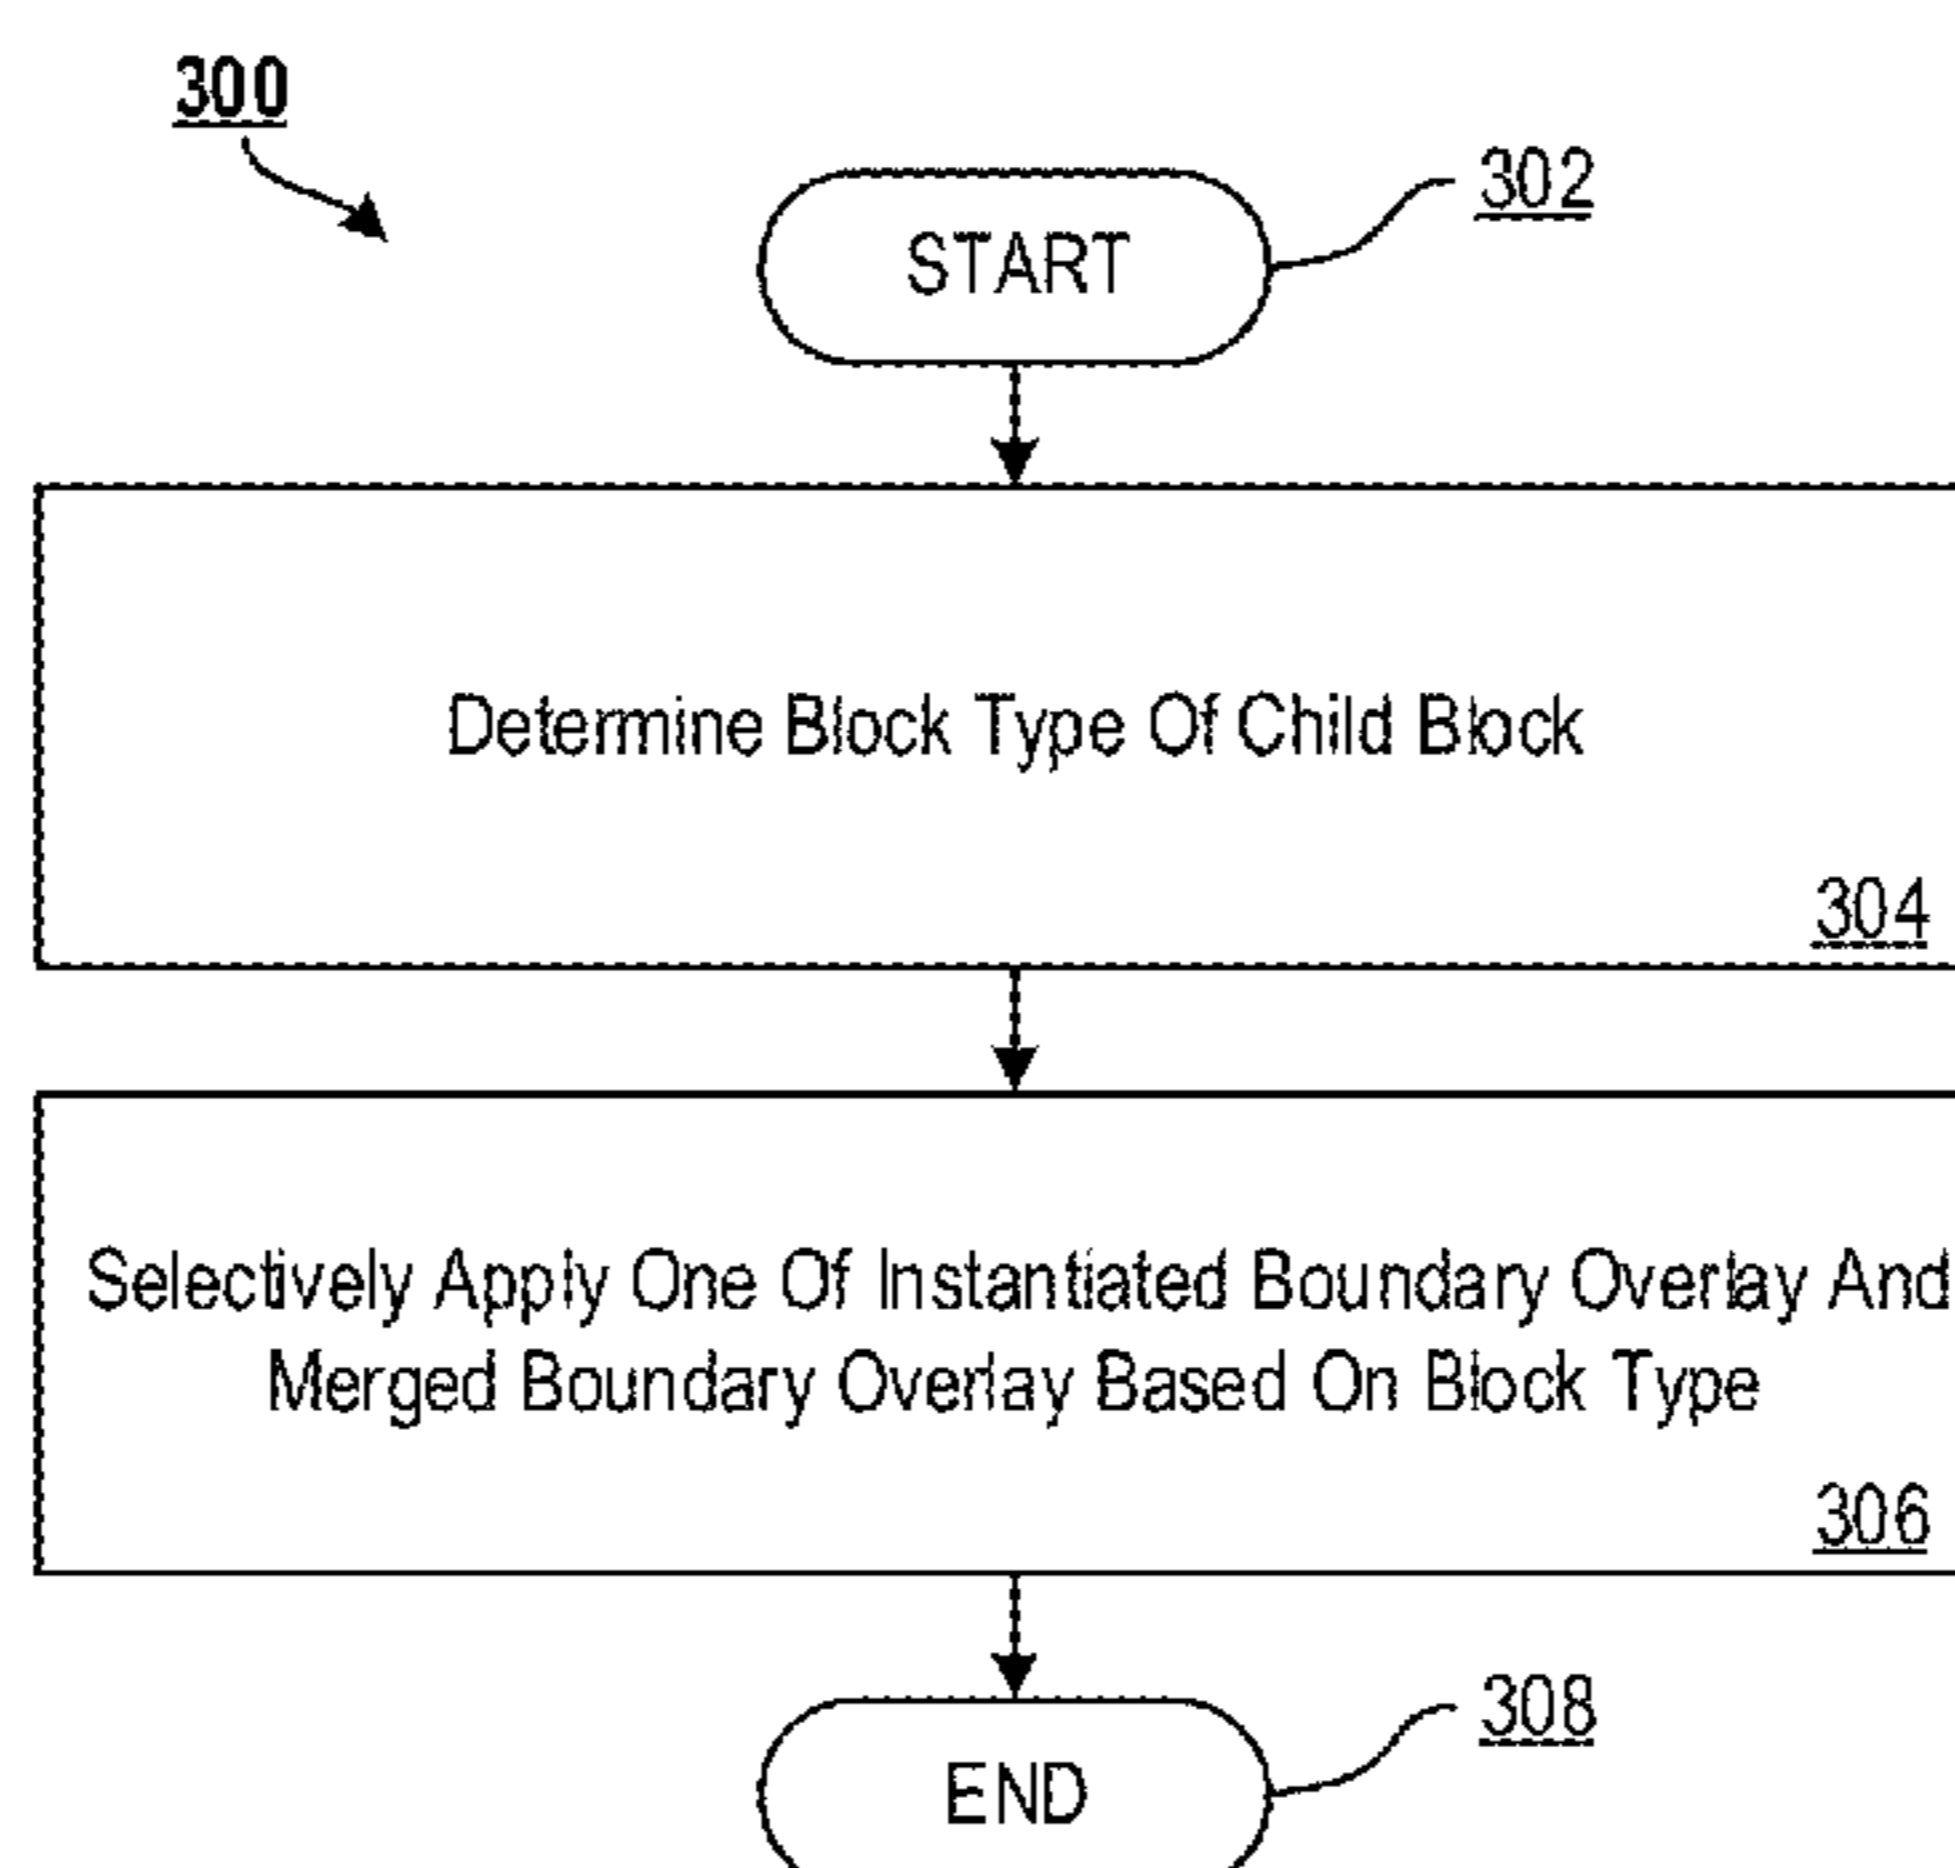 300
302
START
Determine Block Type Of Child Block
304
Selectively Apply One Of Instantiated Boundary Overlay And
Merged Boundary Overlay Based On Block Type
306
308
END